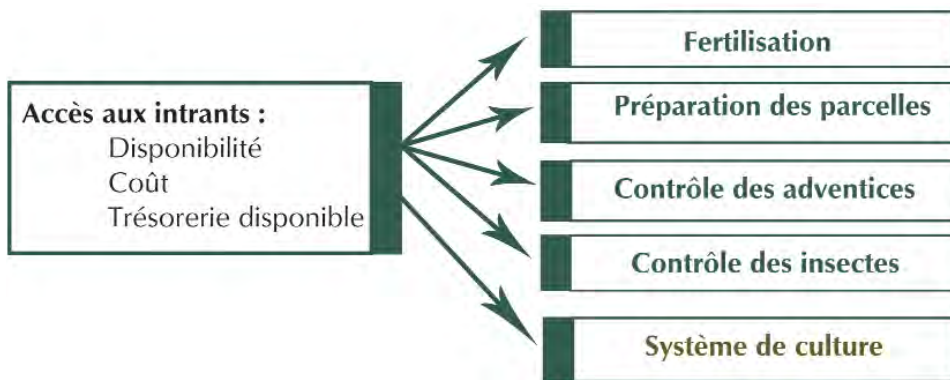 Accès aux intrants :
Disponibilité
Coût
Trésorerie disponible
Fertilisation
Préparation des parcelles
Contrôle des adventices
Contrôle des insectes
Système de culture